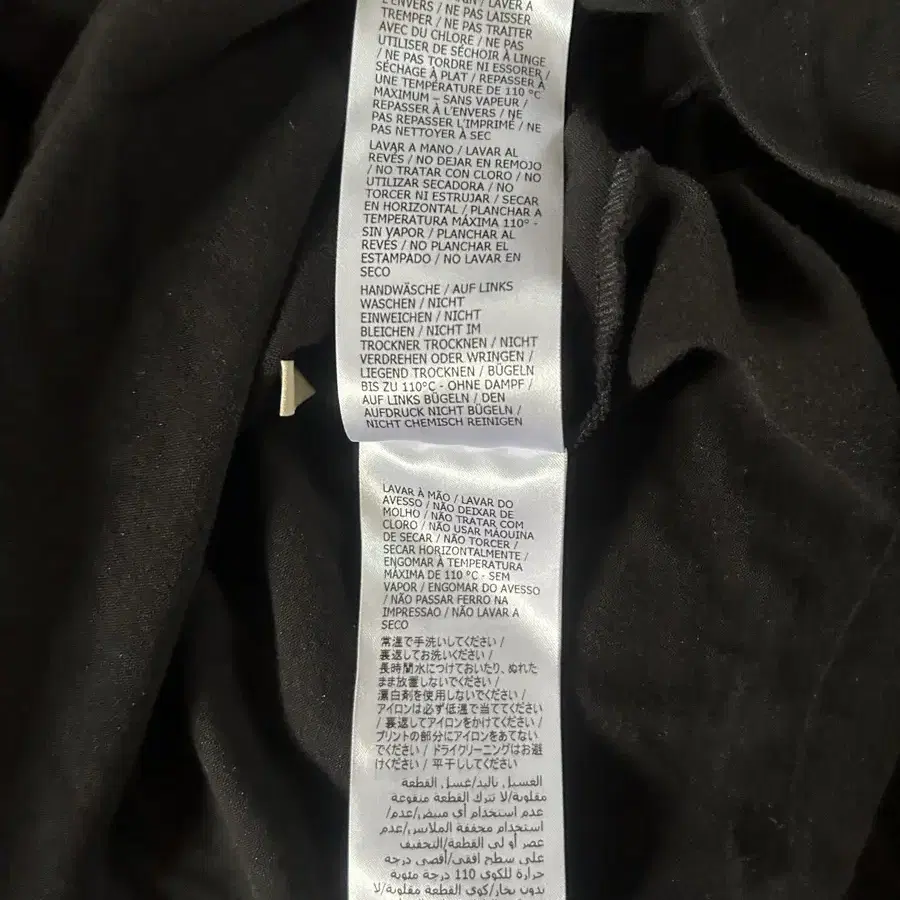 L'ENVERS / NE PAS LAISSER
TREMPER / NE PAS TRAITER
AVEC DU CHLORE / NE PAS
UTILISER DE SÉCHOIR À LINGE
/ NE PAS TORDRE NI ESSORER /
SÉCHAGE À PLAT / REPASSER À
UNE TEMPÉRATURE DE 110 °C
MAXIMUM – SANS VAPEUR /
REPASSER À L'ENVERS / NE
PAS REPASSER L'IMPRIMÉ / NE
PAS NETTOYER À SEC
LAVAR A MANO / LAVAR AL
REVÉS / NO DEJAR EN REMOJO
/ NO TRATAR CON CLORO / NO
UTILIZAR SECADORA / NO
TORCER NI ESTRUJAR / SECAR
EN HORIZONTAL / PLANCHAR A
TEMPERATURA MÁXIMA 110° -
SIN VAPOR / PLANCHAR AL
REVÉS / NO PLANCHAR EL
ESTAMPADO / NO LAVAR EN
SECO
HANDWÄSCHE / AUF LINKS
WASCHEN / NICHT
EINWEICHEN / NICHT
BLEICHEN / NICHT IM
TROCKNER TROCKNEN / NICHT
VERDREHEN ODER WRINGEN /
LIEGEND TROCKNEN / BÜGELN
BIS ZU 110°C - OHNE DAMPF /
AUF LINKS BÜGELN / DEN
AUFDRUCK NICHT BÜGELN /
NICHT CHEMISCH REINIGEN
LAVAR À MÃO / LAVAR DO
AVESSO / NÃO DEIXAR DE
MOLHO / NÃO TRATAR COM
CLORO / NÃO USAR MÁQUINA
DE SECAR / NÃO TORCER /
SECAR HORIZONTALMENTE /
ENGOMAR À TEMPERATURA
MÁXIMA DE 110 °C - SEM
VAPOR / ENGOMAR DO AVESSO
/ NÃO PASSAR FERRO NA
IMPRESSAO / NÃO LAVAR A
SECO
常温で手洗いしてください /
裏返してお洗いください /
長時間水につけておいたり、ぬれた
まま放置しないでください /
漂白剤を使用しないでください /
アイロンは必ず低温で当ててください
/ 裏返してアイロンをかけてください /
プリントの部分にアイロンをあてない
でください / ドライクリーニングはお避
けください / 平干ししてください
الغسيل باليد/غسل القطعة
مقلوبة/لا تترك القطعة منقوعة
عدم استخدام أي مبيض/عدم/
استخدام مجففة الملابس/عدم
عصر أو لي القطعة/التجفيف
على سطح أفقي/أقصى درجة
حرارة للكوي 110 درجة مئوية
بدون بخار/كوي القطعة مقلوبة/لا